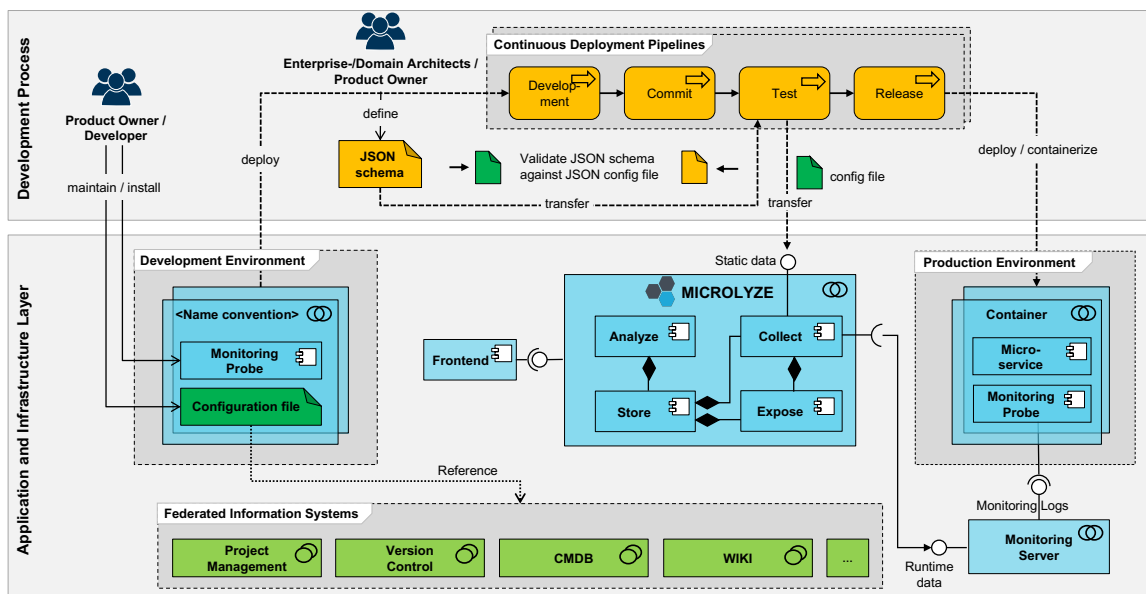 Development Process
Enterprise-/Domain Architects /
Product Owner
Product Owner /
Developer
maintain / install
deploy
define
JSON
schema
Validate JSON schema
against JSON config file
transfer
Continuous Deployment Pipelines
Develop-
ment
Commit
Test
Release
config file
transfer
deploy / containerize
Application and Infrastructure Layer
Development Environment
<Name convention>
Monitoring
Probe
Configuration file
Reference
Frontend
Static data
MICROLYZE
Analyze
Collect
Store
Expose
Production Environment
Container
Micro-
service
Monitoring
Probe
Monitoring Logs
Monitoring
Server
Runtime
data
Federated Information Systems
Project
Management
Version
Control
CMDB
WIKI
...